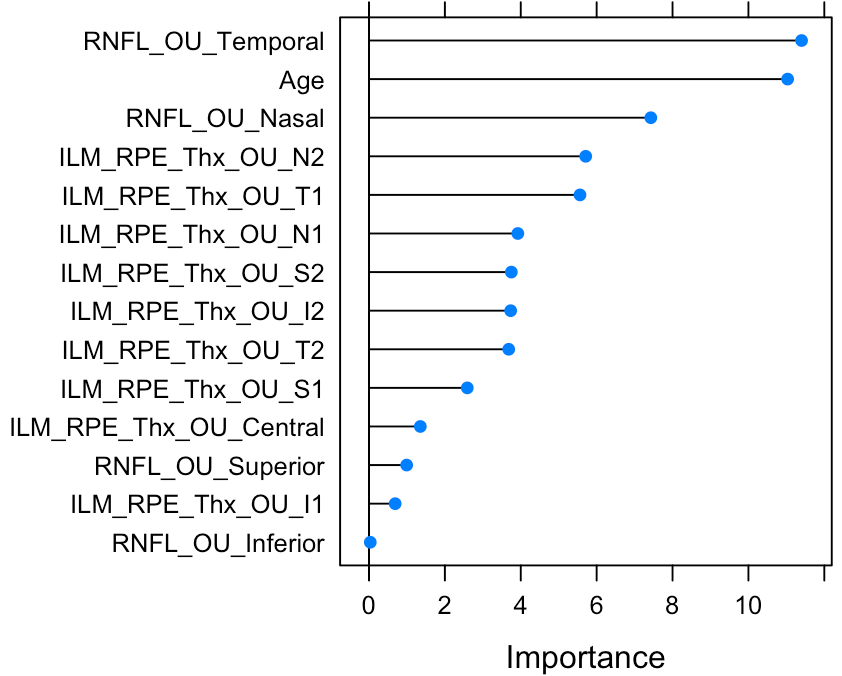 RNFL_OU_Temporal
Age
RNFL_OU_Nasal
ILM_RPE_Thx_OU_N2
ILM_RPE_Thx_OU_T1
ILM_RPE_Thx_OU_N1
ILM_RPE_Thx_OU_S2
ILM_RPE_Thx_OU_I2
ILM_RPE_Thx_OU_T2
ILM_RPE_Thx_OU_S1
ILM_RPE_Thx_OU_Central
RNFL_OU_Superior
ILM_RPE_Thx_OU_I1
RNFL_OU_Inferior
0 2 4 6 8 10
Importance